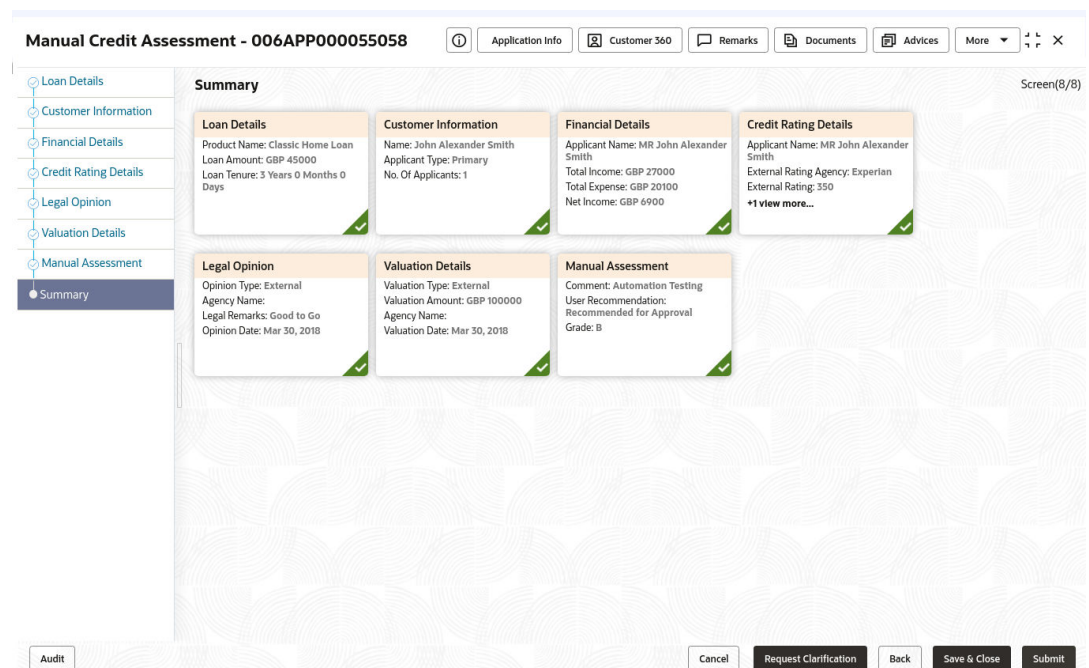 Manual Credit Assessment - 006APP000055058
Application Info
Customer 360
Remarks
Documents
Advices
More
Loan Details
Customer Information
Financial Details
Credit Rating Details
Legal Opinion
Valuation Details
Manual Assessment
Summary
Summary
Screen(8/8)
Loan Details
Product Name: Classic Home Loan
Loan Amount: GBP 45000
Loan Tenure: 3 Years 0 Months 0
Days
Customer Information
Name: John Alexander Smith
Applicant Type: Primary
No. Of Applicants: 1
Financial Details
Applicant Name: MR John Alexander
Smith
Total Income: GBP 27000
Total Expense: GBP 20100
Net Income: GBP 6900
Credit Rating Details
Applicant Name: MR John Alexander
Smith
External Rating Agency: Experian
External Rating: 350
+1 view more...
Legal Opinion
Opinion Type: External
Agency Name:
Legal Remarks: Good to Go
Opinion Date: Mar 30, 2018
Valuation Details
Valuation Type: External
Valuation Amount: GBP 100000
Agency Name:
Valuation Date: Mar 30, 2018
Manual Assessment
Comment: Automation Testing
User Recommendation:
Recommended for Approval
Grade: B
Audit
Cancel
Request Clarification
Back
Save & Close
Submit